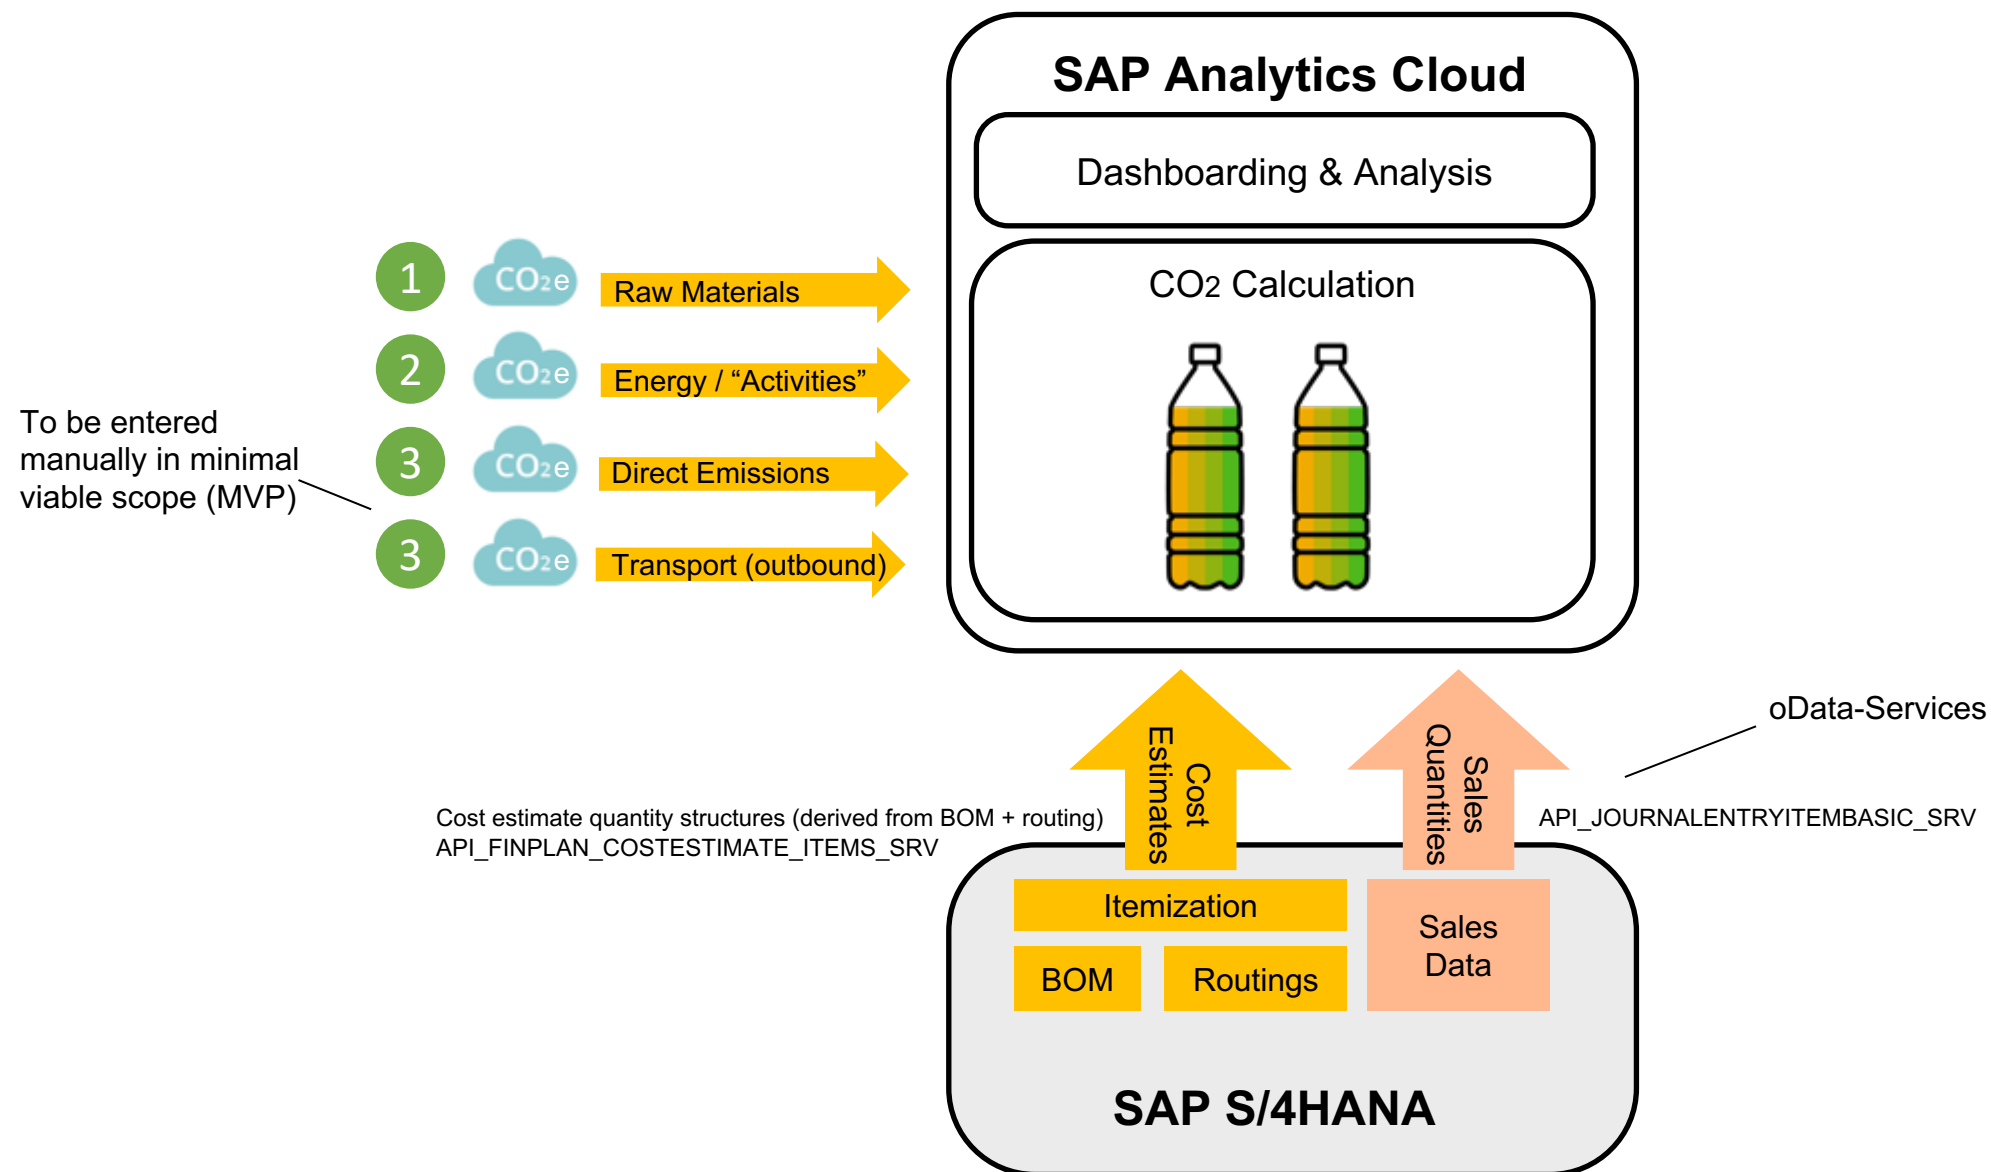 SAP Analytics Cloud
Dashboarding & Analysis
CO2 Calculation
1
CO2e
Raw Materials
2
CO2e
Energy / “Activities”
3
CO2e
Direct Emissions
3
CO2e
Transport (outbound)
To be entered
manually in minimal
viable scope (MVP)
Cost
Estimates
Sales
Quantities
oData-Services
Cost estimate quantity structures (derived from BOM + routing)
API_FINPLAN_COSTESTIMATE_ITEMS_SRV
API_JOURNALENTRYITEMBASIC_SRV
Itemization
BOM
Routings
Sales
Data
SAP S/4HANA